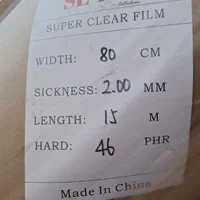 SUPER CLEAR FILM
WIDTH: 80 CM
SICKNESS: 2.00 MM
LENGTH: 15 M
HARD: 46 PHR
Made In China